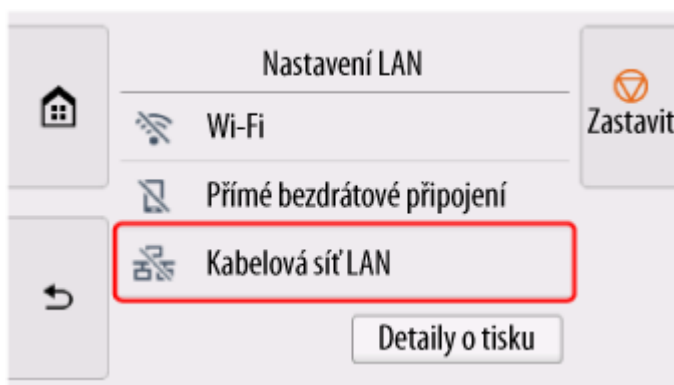 Nastavení LAN
Wi-Fi
Zastavit
Přímé bezdrátové připojení
Kabelová síť LAN
Detaily o tisku